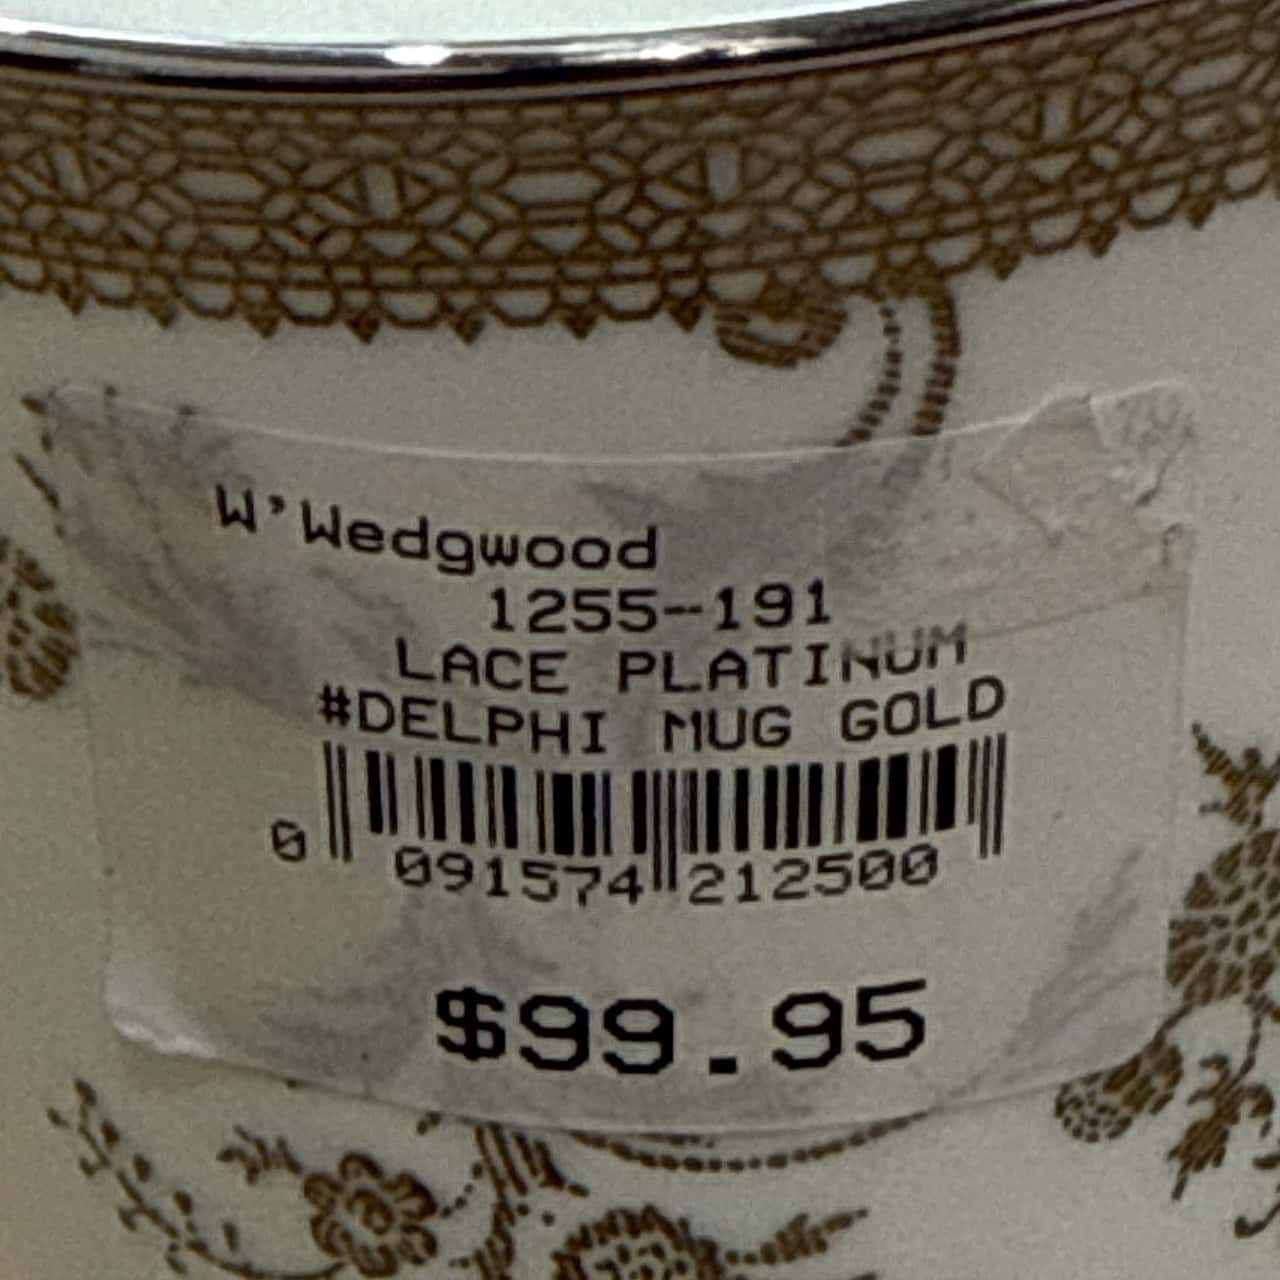 W'Wedgwood
1255-191
LACE PLATINUM
#DELPHI MUG GOLD
0 091574 212500
$99.95